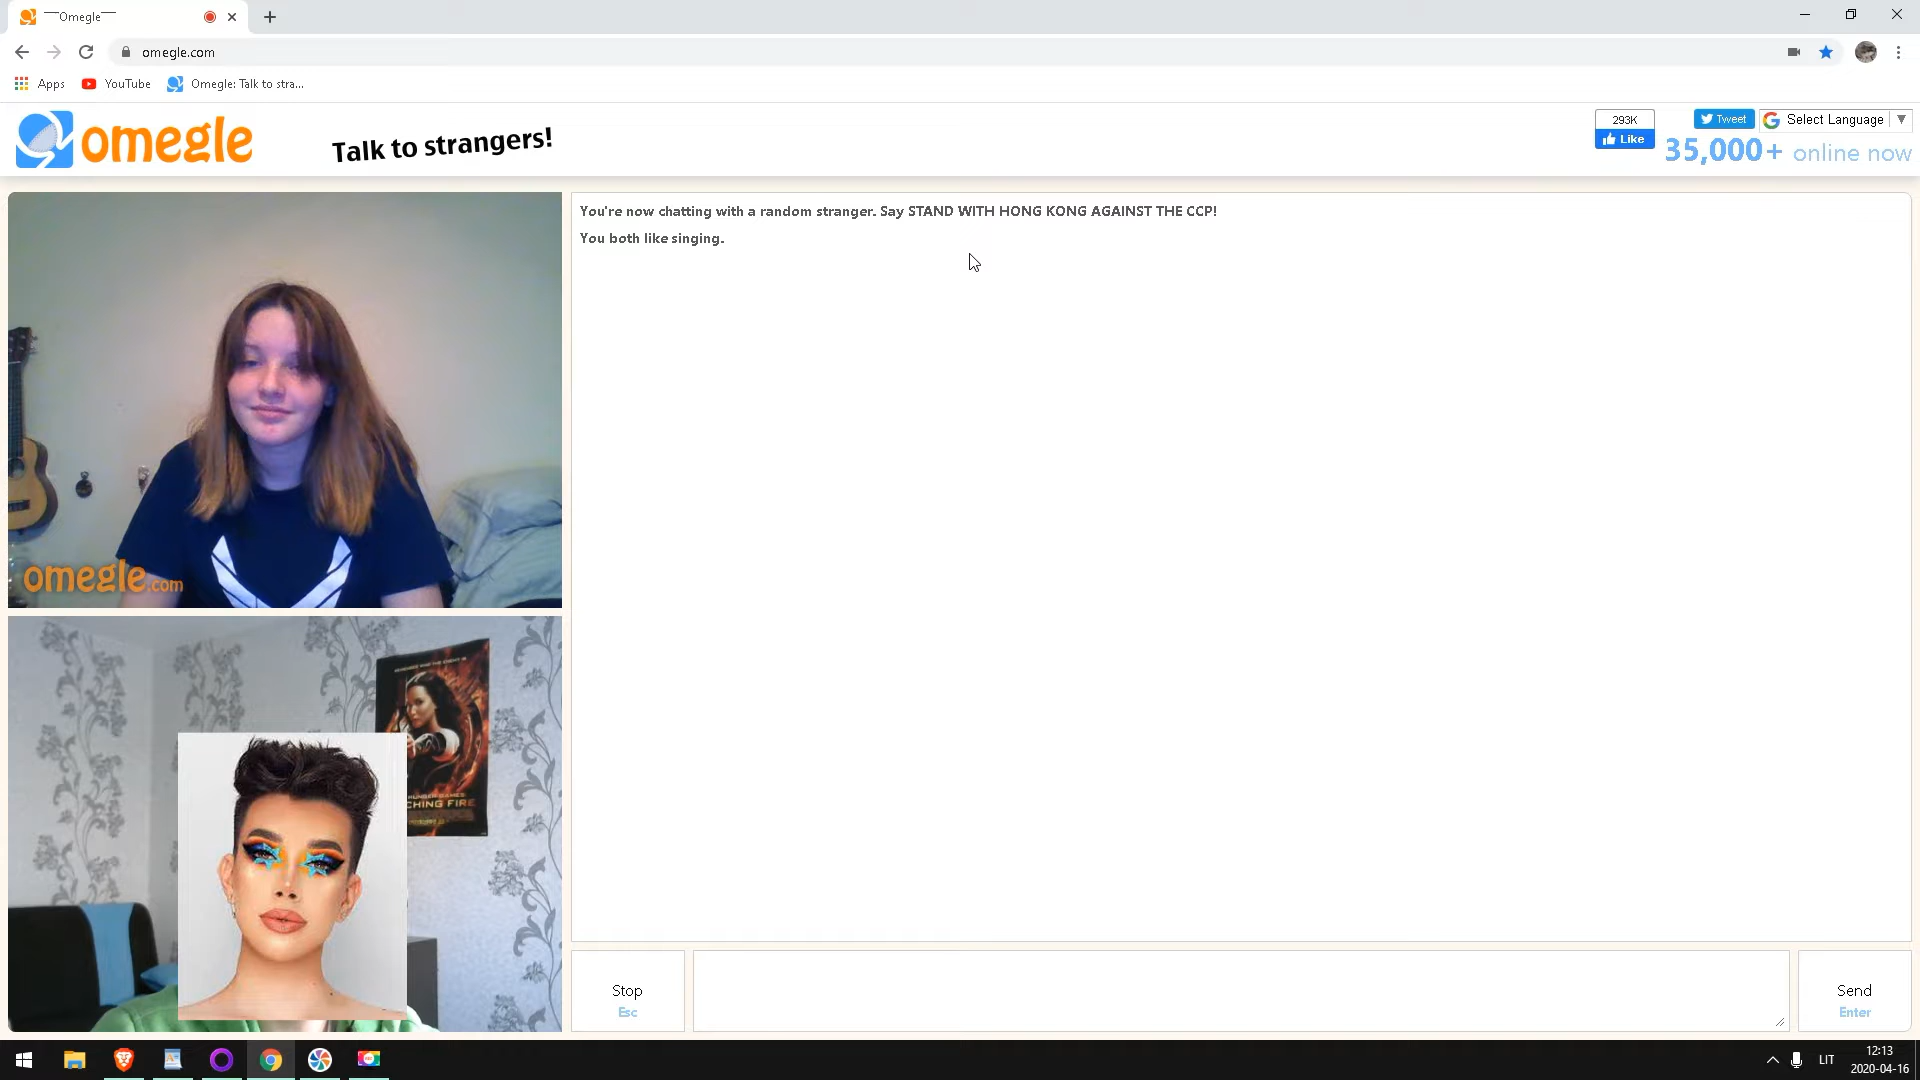 Omegle
omegle.com
Apps
YouTube
Omegle: Talk to stra...
omegle
Talk to strangers!
293K
Like
Tweet
Select Language
35,000+ online now
You're now chatting with a random stranger. Say STAND WITH HONG KONG AGAINST THE CCP!
You both like singing.
omegle.com
CHING FIRE
Stop
Esc
Send
Enter
LIT
12:13
2020-04-16